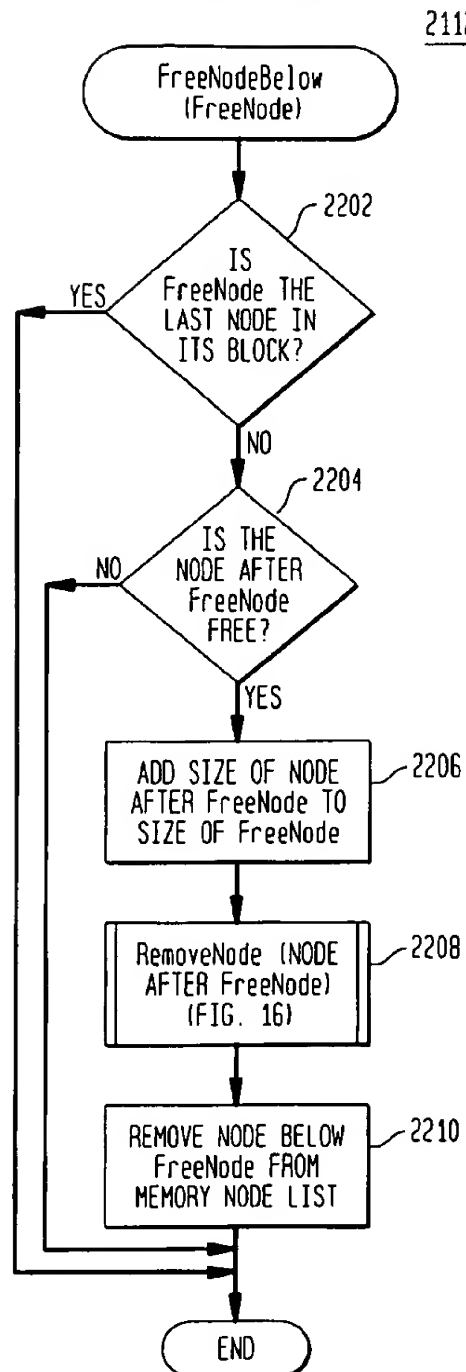 2112
FreeNodeBelow
(FreeNode)
2202
IS
FreeNode THE
LAST NODE IN
ITS BLOCK?
YES
NO
2204
IS THE
NODE AFTER
FreeNode
FREE?
NO
YES
ADD SIZE OF NODE
AFTER FreeNode TO
SIZE OF FreeNode
2206
RemoveNode (NODE
AFTER FreeNode)
(FIG. 16)
2208
REMOVE NODE BELOW
FreeNode FROM
MEMORY NODE LIST
2210
END